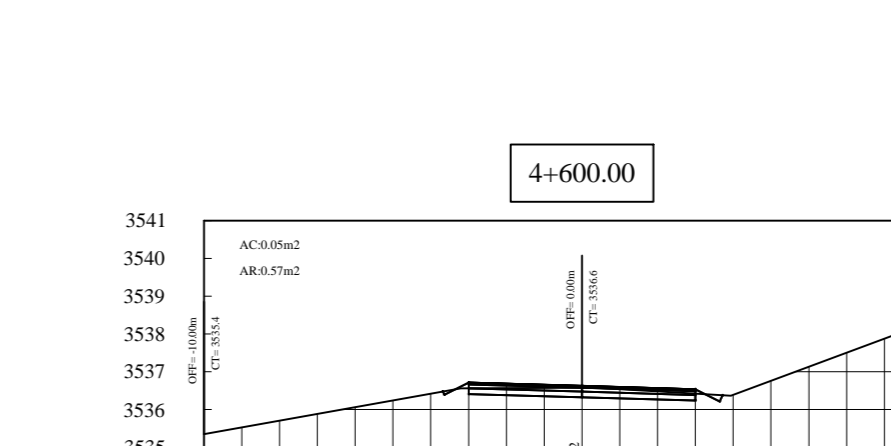 4+600.00
3541
AC:0.05m2
3540
AR:0.57m2
3539
OFF= 0.00m
CT= 3536.6
3538
OFF= -10.00m
CT= 3535.4
3537
3536